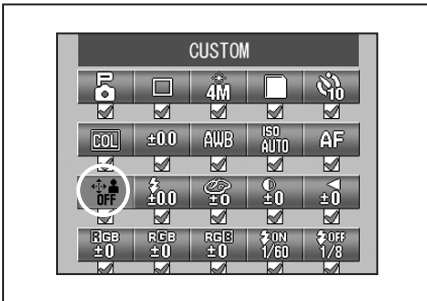 CUSTOM
P 4M 10
COL ±0.0 AWB ISO AUTO AF
OFF ±0.0 ±0 ±0 ±0
RGB ±0 RGB ±0 RGB ±0 ON 1/60 OFF 1/8